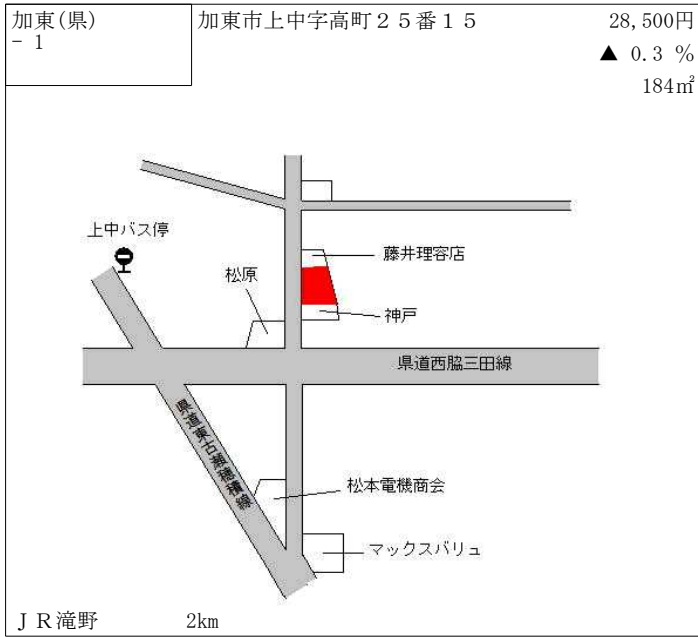 加東(県)
- 1
加東市上中字高町２５番１５
28,500円
▲ 0.3 %
184㎡
上中バス停
藤井理容店
松原
神戸
県道西脇三田線
県道東古瀬穂積線
松本電機商会
マックスバリュ
ＪＲ滝野
2km